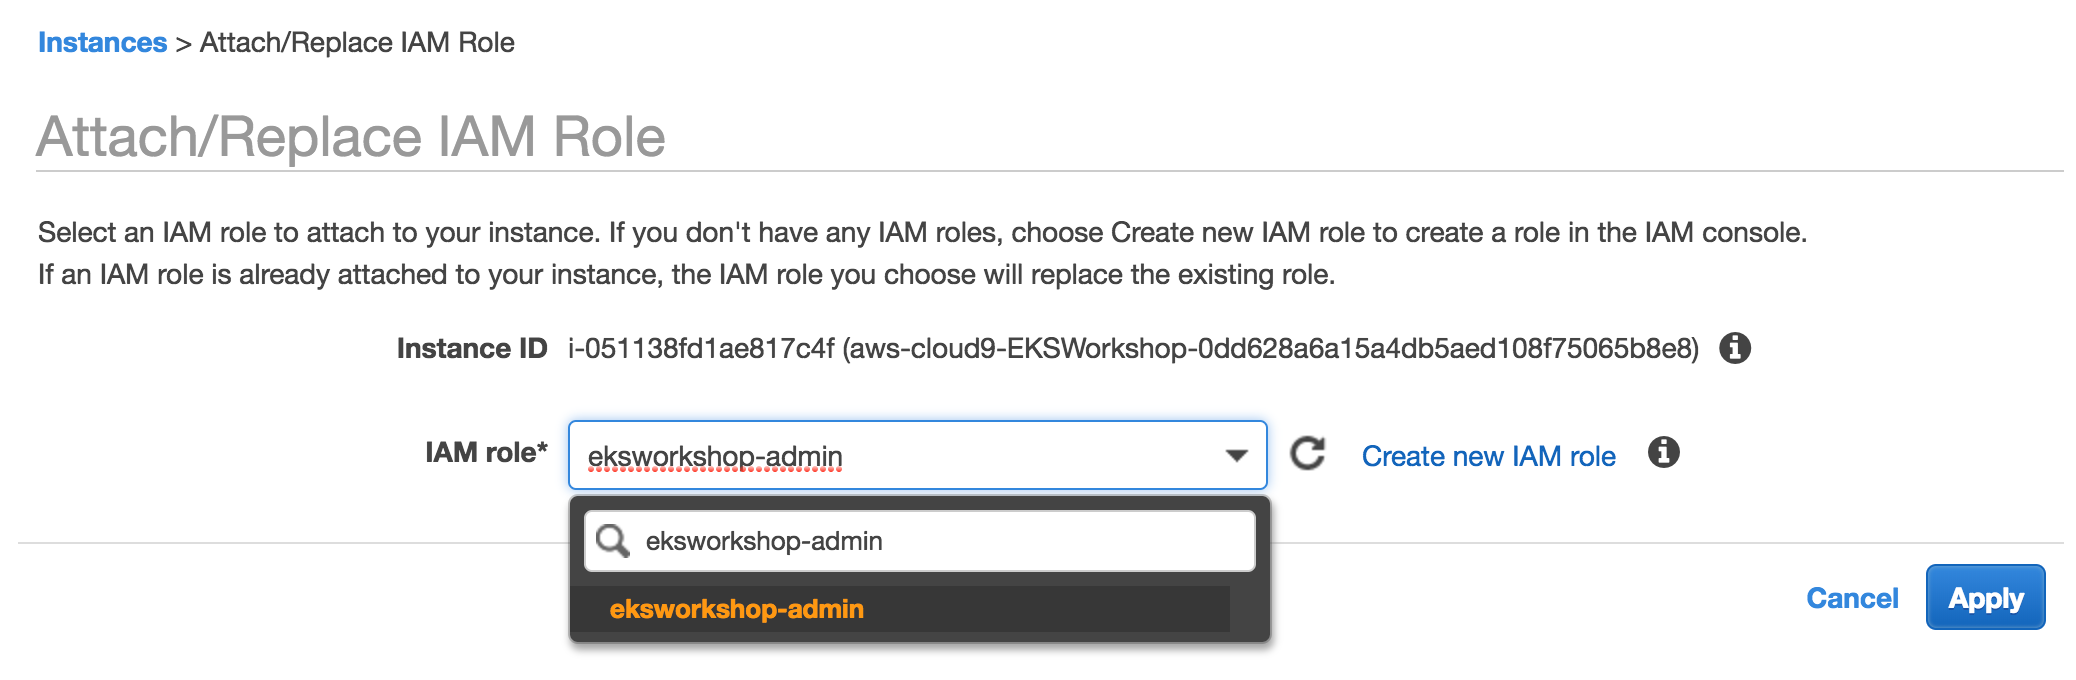 Instances > Attach/Replace IAM Role
Attach/Replace IAM Role
Select an IAM role to attach to your instance. If you don't have any IAM roles, choose Create new IAM role to create a role in the IAM console.
If an IAM role is already attached to your instance, the IAM role you choose will replace the existing role.
Instance ID i-051138fd1ae817c4f (aws-cloud9-EKSWorkshop-0dd628a6a15a4db5aed108f75065b8e8)
IAM role* eksworkshop-admin Create new IAM role
eksworkshop-admin
eksworkshop-admin
Cancel Apply